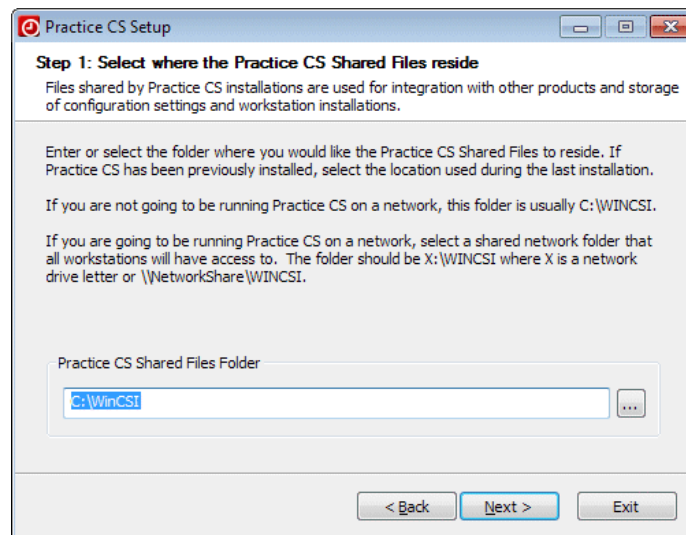 Practice CS Setup
Step 1: Select where the Practice CS Shared Files reside
Files shared by Practice CS installations are used for integration with other products and storage
of configuration settings and workstation installations.
Enter or select the folder where you would like the Practice CS Shared Files to reside. If
Practice CS has been previously installed, select the location used during the last installation.
If you are not going to be running Practice CS on a network, this folder is usually C:\WINCSI.
If you are going to be running Practice CS on a network, select a shared network folder that
all workstations will have access to. The folder should be X:\WINCSI where X is a network
drive letter or \\NetworkShare\WINCSI.
Practice CS Shared Files Folder
C:\WinCSI
...
< Back Next > Exit